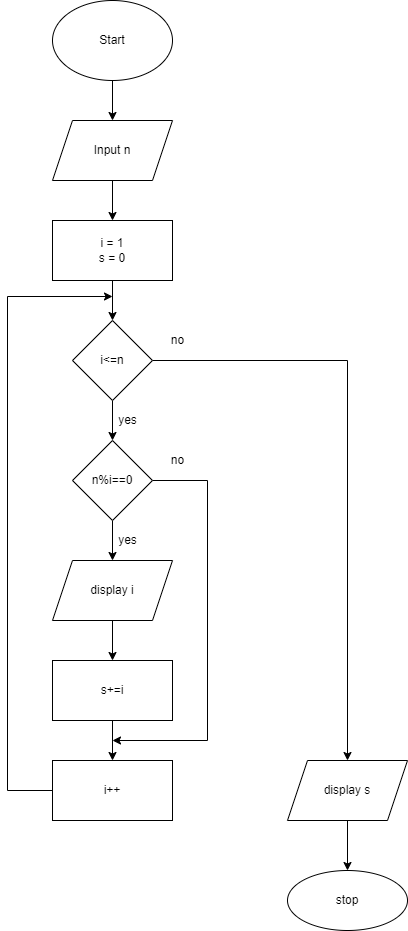 Start
Input n
i = 1
s = 0
i<=n
no
yes
n%i==0
no
yes
display i
s+=i
i++
display s
stop